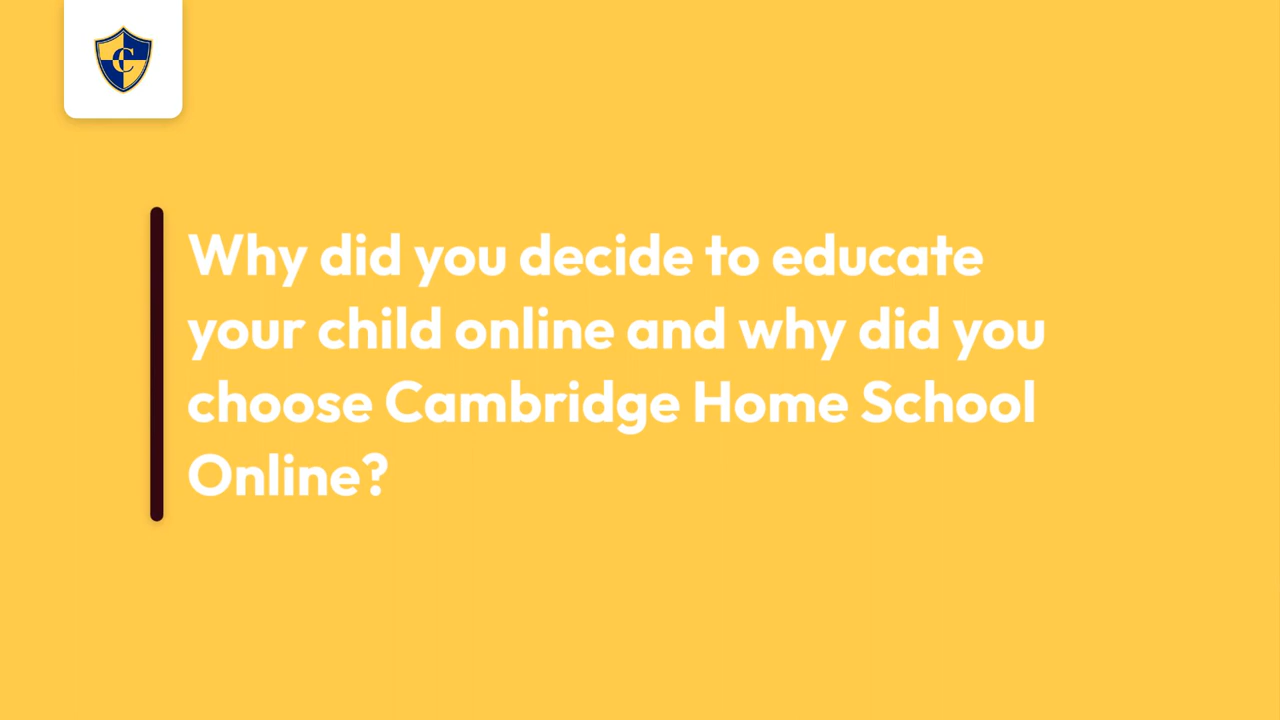 C
Why did you decide to educate
your child online and why did you
choose Cambridge Home School
Online?